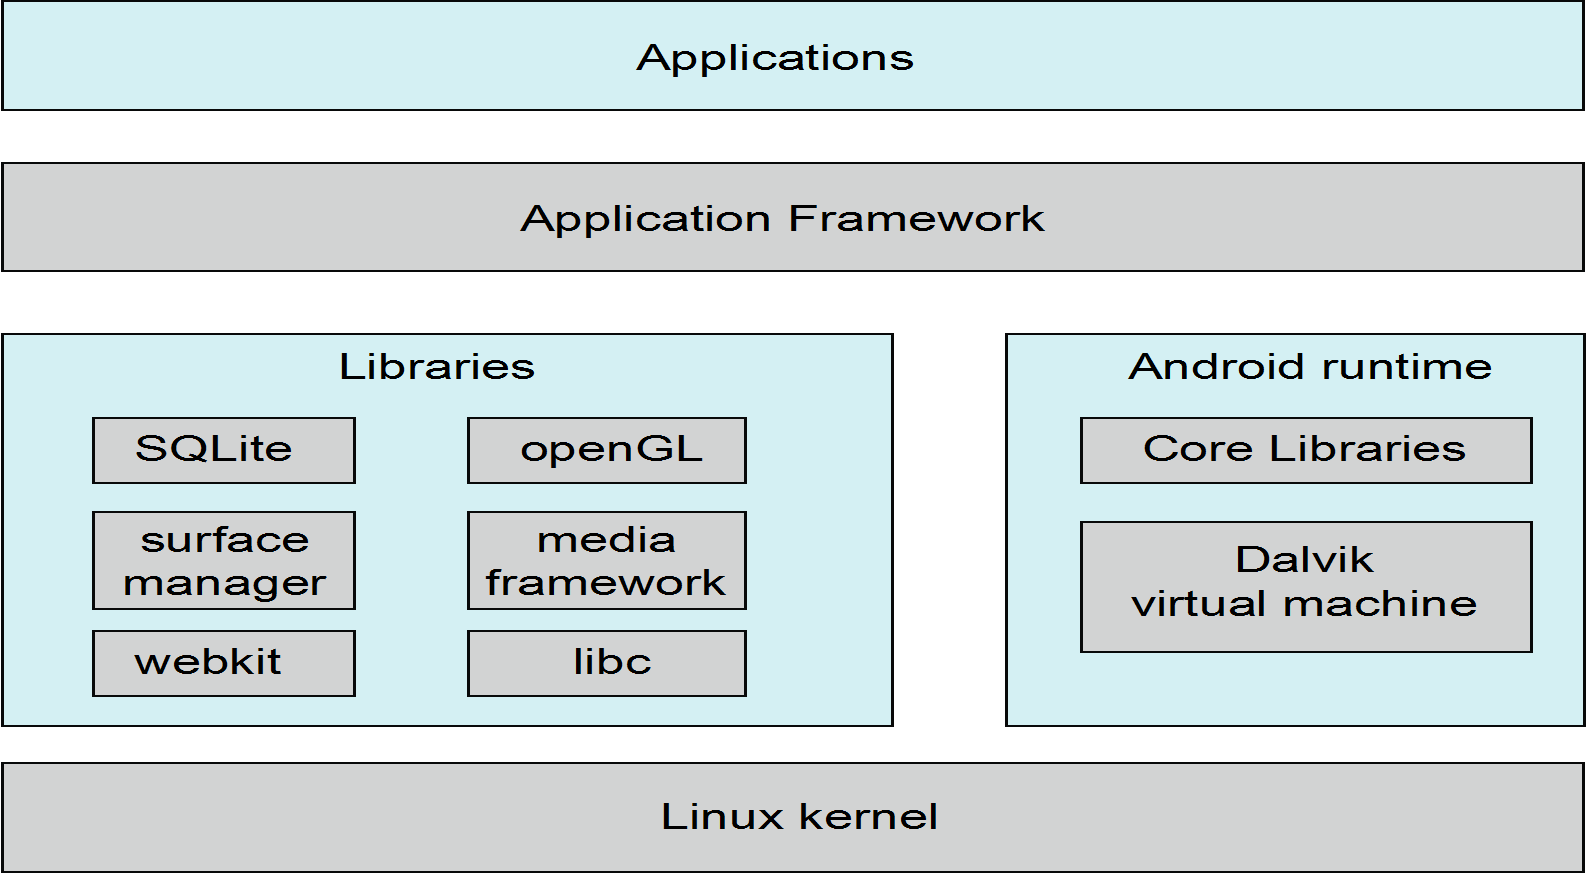 Applications
Application Framework
Libraries
SQLite
openGL
surface
manager
media
framework
webkit
libc
Android runtime
Core Libraries
Dalvik
virtual machine
Linux kernel